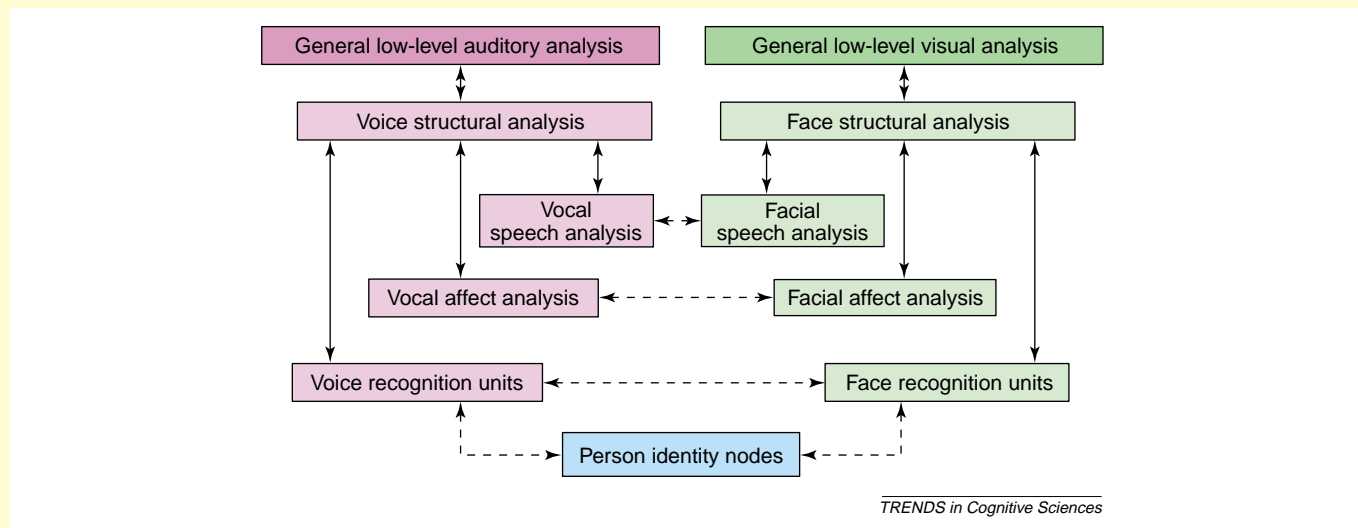 General low-level auditory analysis
General low-level visual analysis
Voice structural analysis
Face structural analysis
Vocal
speech analysis
Facial
speech analysis
Vocal affect analysis
Facial affect analysis
Voice recognition units
Face recognition units
Person identity nodes
TRENDS in Cognitive Sciences